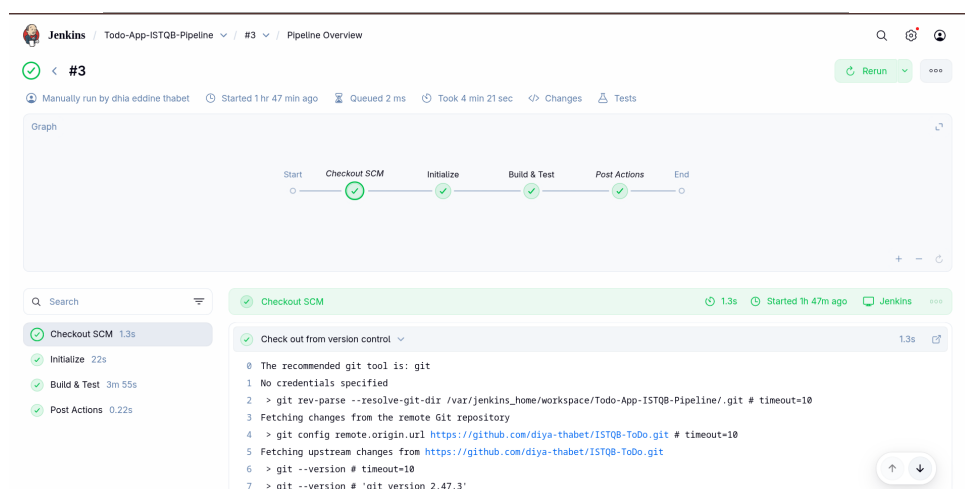 Jenkins / Todo-App-ISTQB-Pipeline / #3 / Pipeline Overview
#3
Rerun
Manually run by dhia eddine thabet Started 1 hr 47 min ago Queued 2 ms Took 4 min 21 sec Changes Tests
Graph
Start Checkout SCM Initialize Build & Test Post Actions End
Search
Checkout SCM 1.3s
Initialize 22s
Build & Test 3m 55s
Post Actions 0.22s
Checkout SCM 1.3s Started 1h 47m ago Jenkins
Check out from version control 1.3s
0 The recommended git tool is: git
1 No credentials specified
2 > git rev-parse --resolve-git-dir /var/jenkins_home/workspace/Todo-App-ISTQB-Pipeline/.git # timeout=10
3 Fetching changes from the remote Git repository
4 > git config remote.origin.url https://github.com/diya-thabet/ISTQB-ToDo.git # timeout=10
5 Fetching upstream changes from https://github.com/diya-thabet/ISTQB-ToDo.git
6 > git --version # timeout=10
7 > git --version # 'git version 2.47.3'